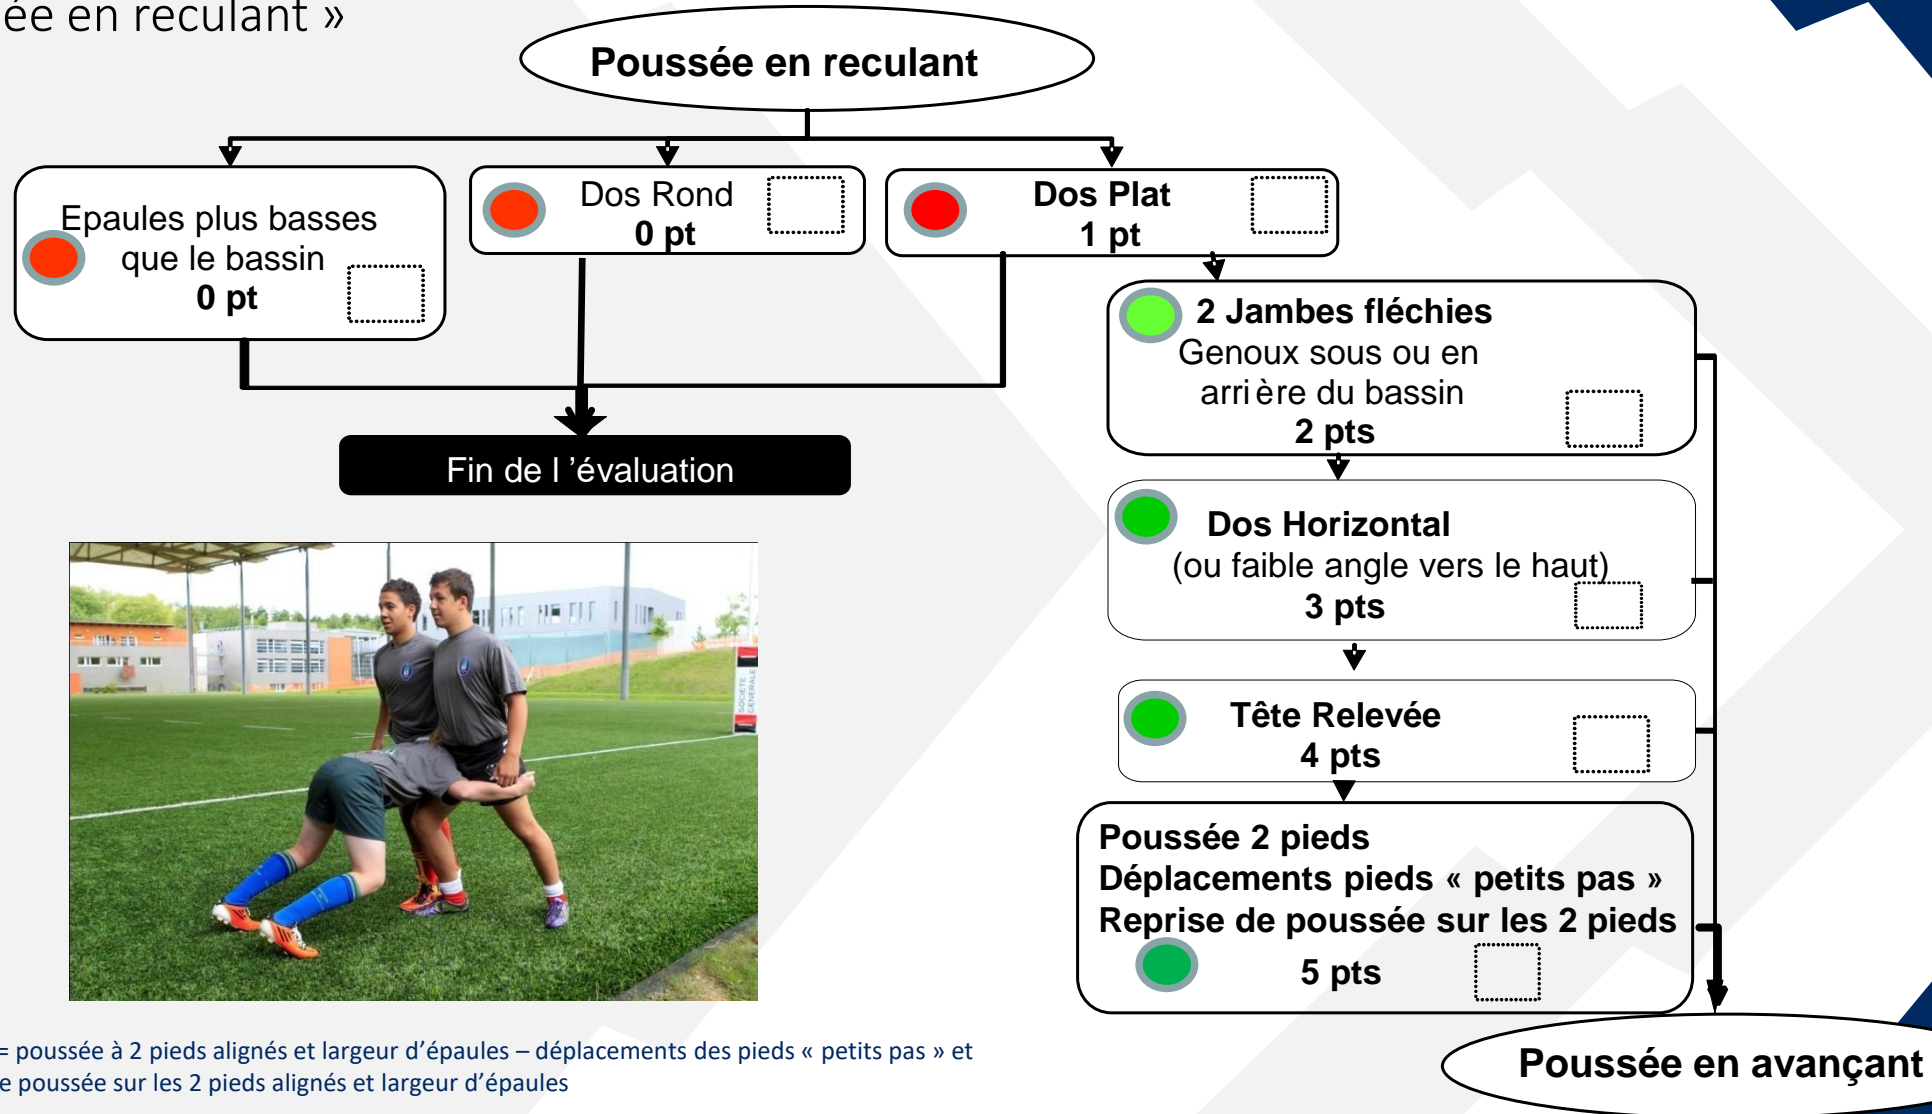 ée en reculant »
Poussée en reculant
Epaules plus basses
que le bassin
0 pt
Dos Rond
0 pt
Dos Plat
1 pt
2 Jambes fléchies
Genoux sous ou en
arrière du bassin
2 pts
Fin de l ’évaluation
Dos Horizontal
(ou faible angle vers le haut)
3 pts
Tête Relevée
4 pts
Poussée 2 pieds
Déplacements pieds « petits pas »
Reprise de poussée sur les 2 pieds
5 pts
SOCIETE
GENERALE
= poussée à 2 pieds alignés et largeur d’épaules – déplacements des pieds « petits pas » et
e poussée sur les 2 pieds alignés et largeur d’épaules
Poussée en avançant